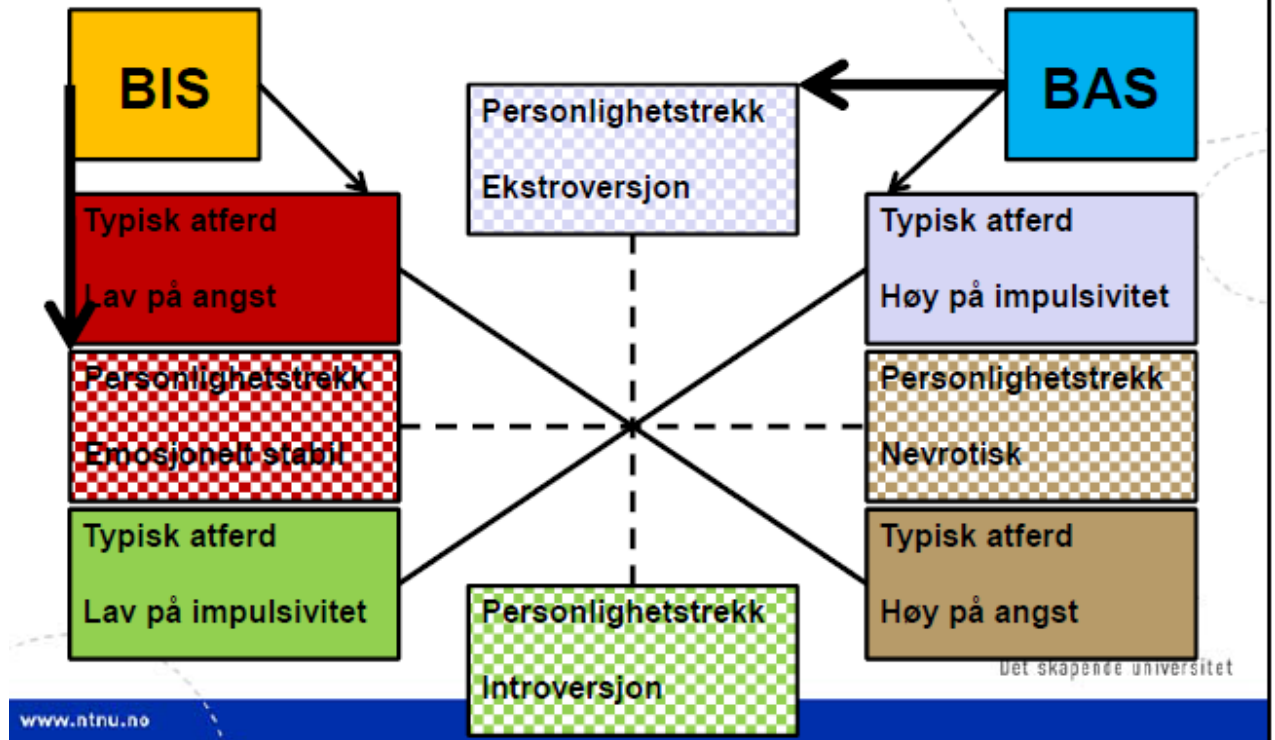 BIS
BAS
Personlighetstrekk
Ekstroversjon
Typisk atferd
Lav på angst
Typisk atferd
Høy på impulsivitet
Personlighetstrekk
Emosjonelt stabil
Personlighetstrekk
Nevrotisk
Typisk atferd
Lav på impulsivitet
Personlighetstrekk
Introversjon
Typisk atferd
Høy på angst
Det skapende universitet
www.ntnu.no